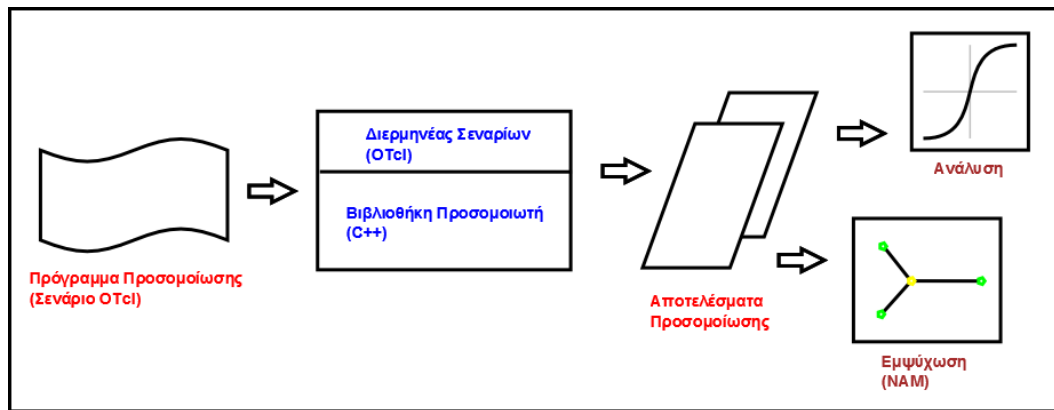 Πρόγραμμα Προσομοίωσης
(Σενάριο OTcl)
Διερμηνέας Σεναρίων
(OTcl)
Βιβλιοθήκη Προσομοιωτή
(C++)
Αποτελέσματα
Προσομοίωσης
Ανάλυση
Εμψύχωση
(NAM)